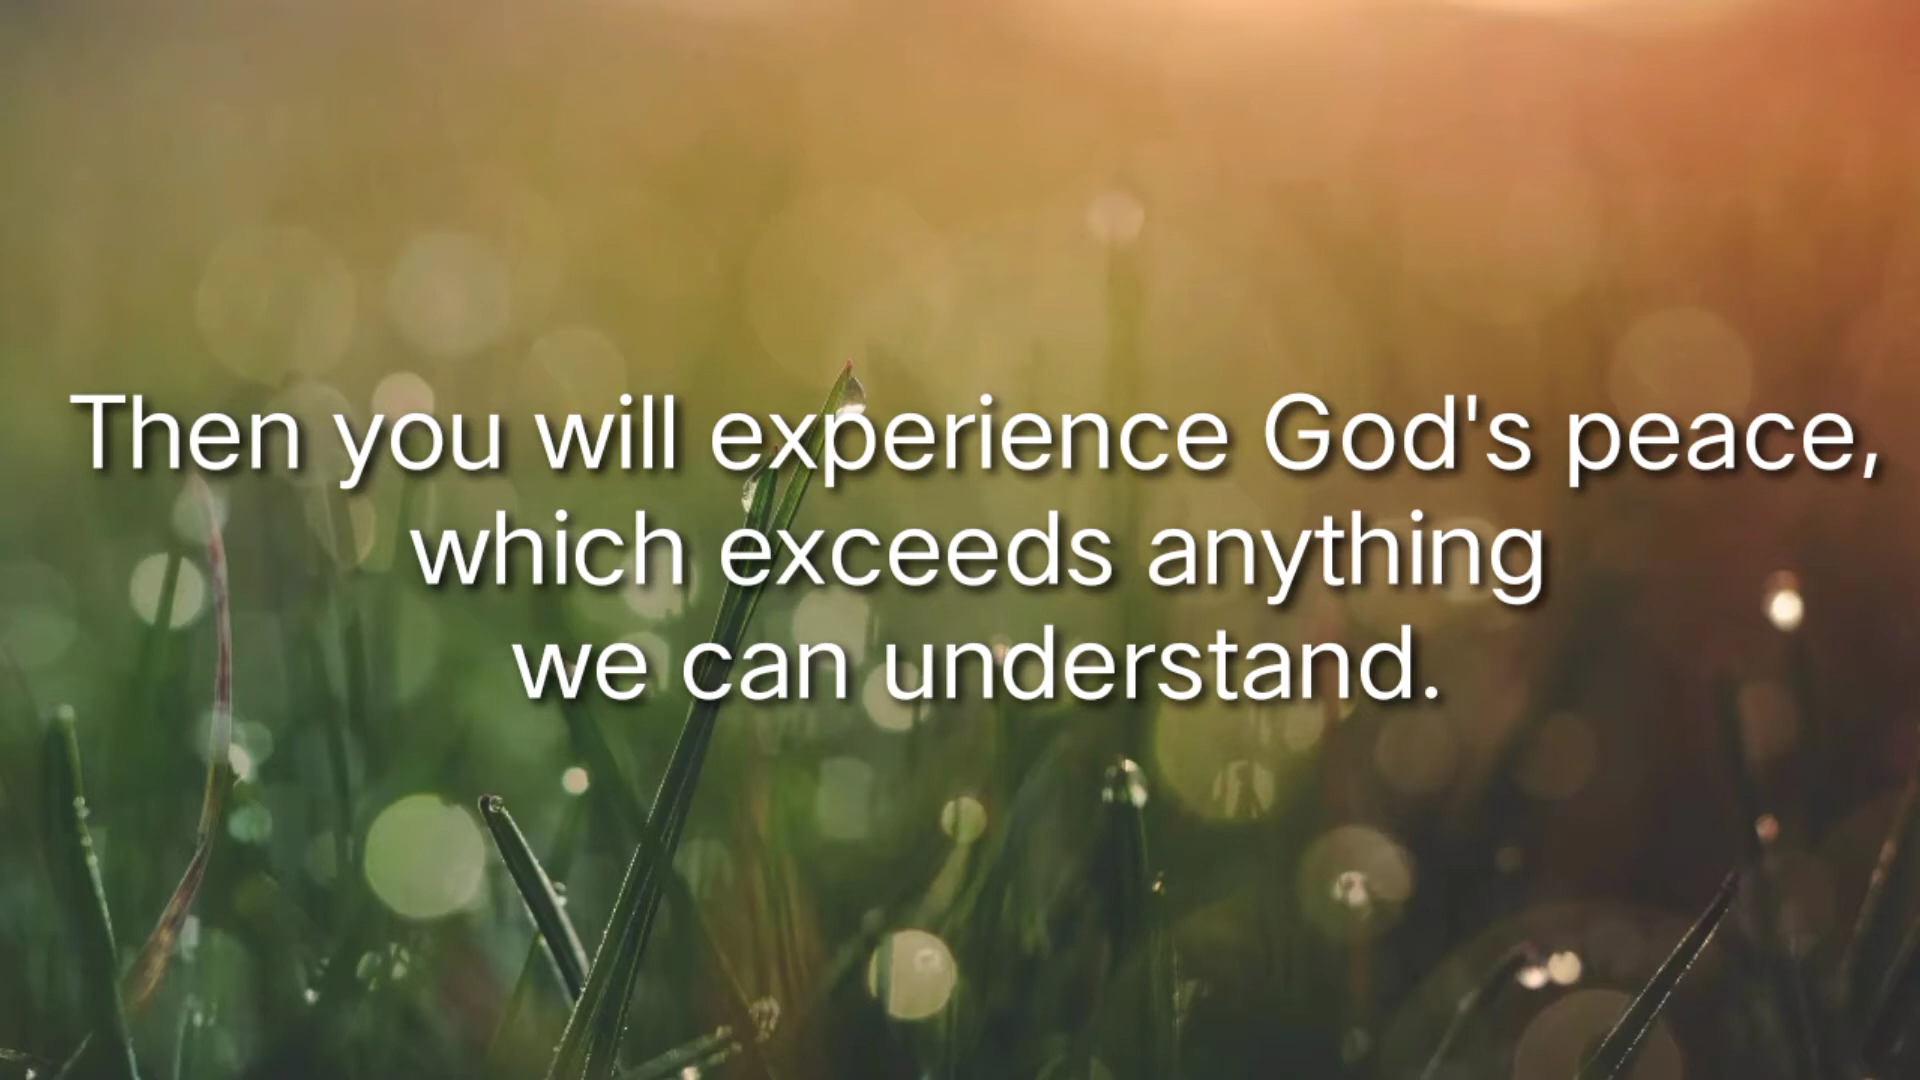 Then you will experience God's peace,
which exceeds anything
we can understand.